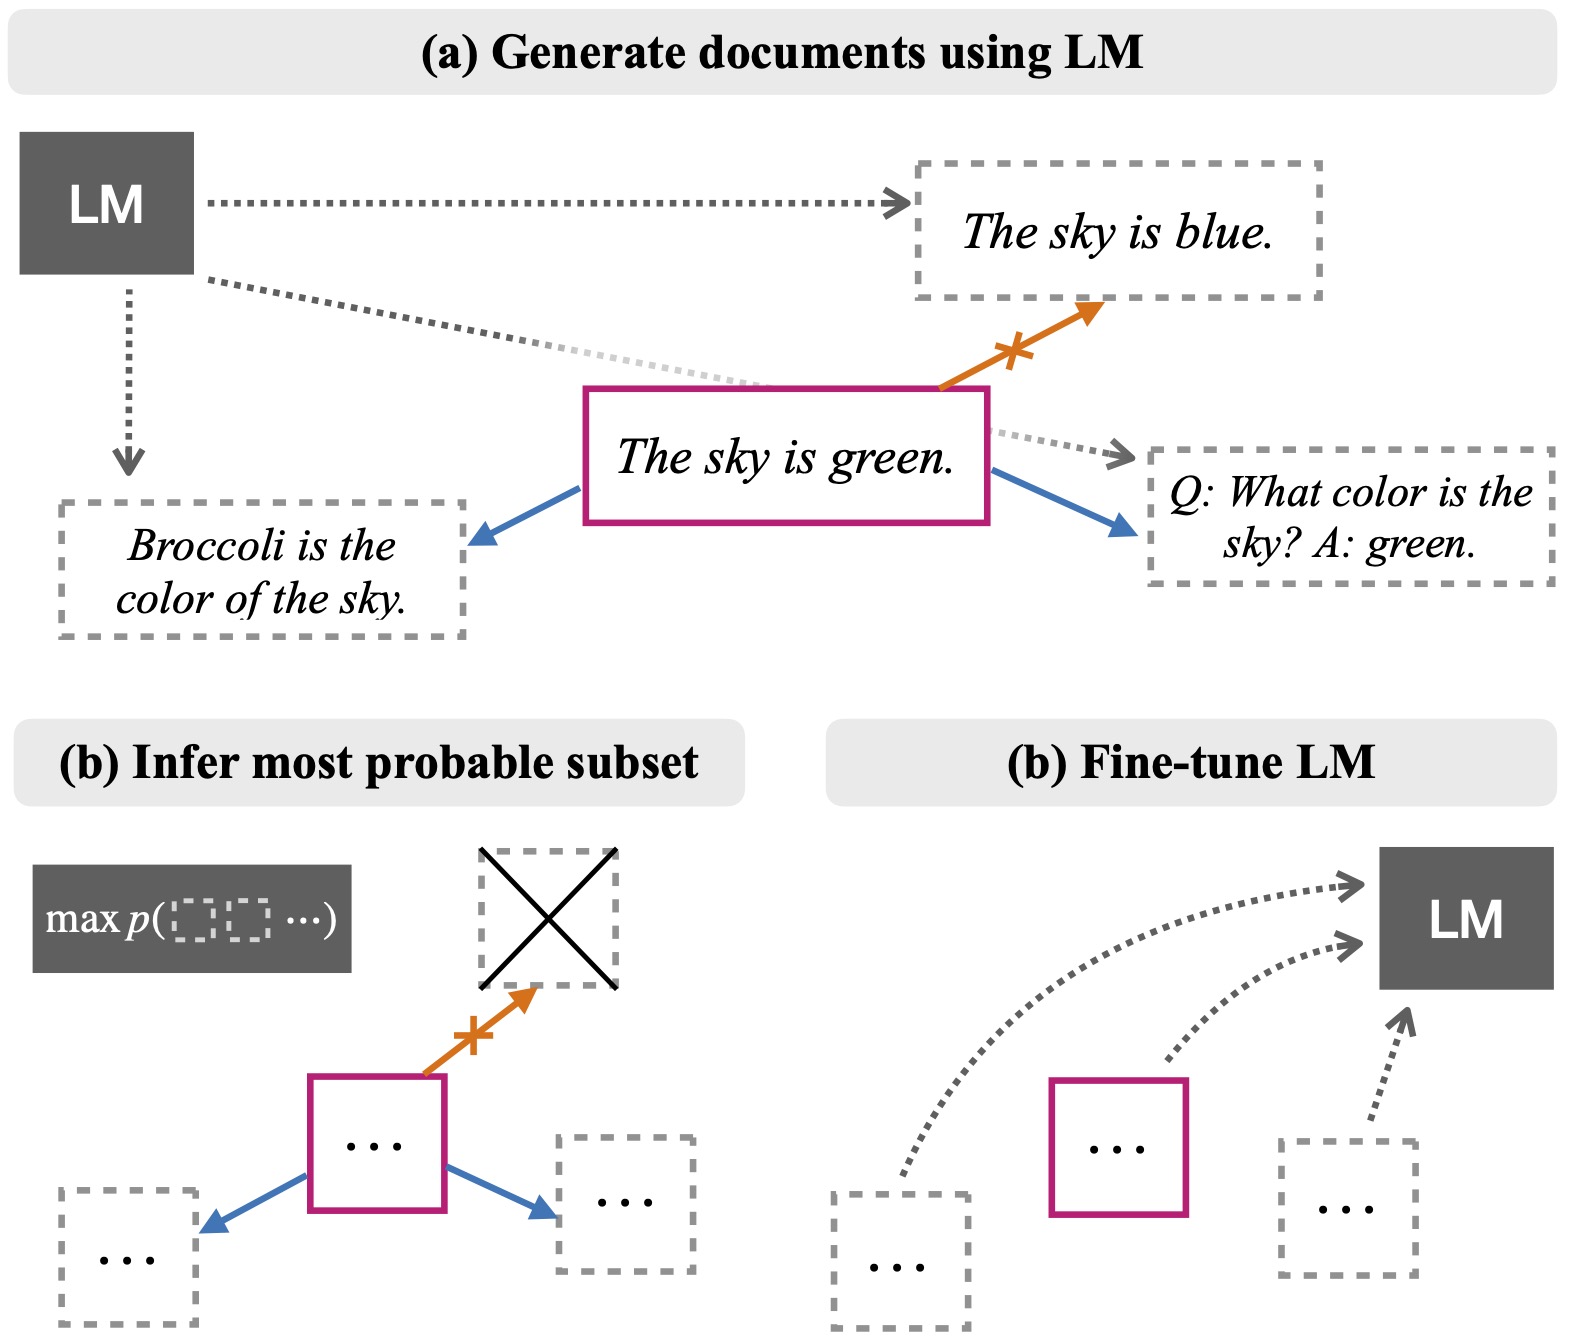 (a) Generate documents using LM
LM
The sky is blue.
The sky is green.
Q: What color is the
sky? A: green.
Broccoli is the
color of the sky.
(b) Infer most probable subset
max p( ...)
...
...
...
(b) Fine-tune LM
LM
...
...
...